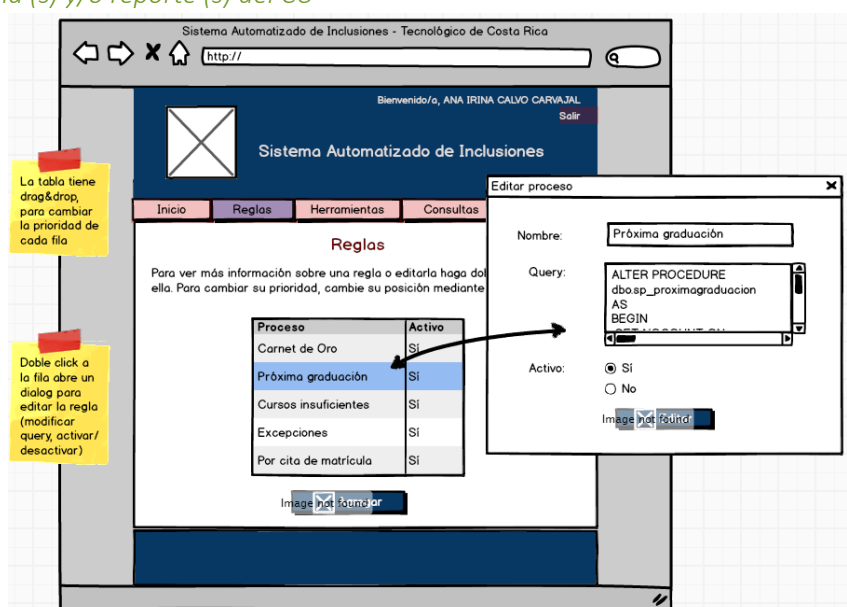 (s) y/o reporte (s) del CU
Sistema Automatizado de Inclusiones - Tecnológico de Costa Rica
http://
Bienvenido/a, ANA IRINA CALVO CARVAJAL
Salir
Sistema Automatizado de Inclusiones
Inicio
Reglas
Herramientas
Consultas
Reglas
Para ver más información sobre una regla o editarla haga dobl
ella. Para cambiar su prioridad, cambie su posición mediante
Proceso
Activo
Carnet de Oro
Sí
Próxima graduación
Sí
Cursos insuficientes
Sí
Excepciones
Sí
Por cita de matrícula
Sí
Image not found
La tabla tiene
drag&drop,
para cambiar
la prioridad de
cada fila
Doble click a
la fila abre un
dialog para
editar la regla
(modificar
query, activar/
desactivar)
Editar proceso
Nombre:
Próxima graduación
Query:
ALTER PROCEDURE
dbo.sp_proximagraduacion
AS
BEGIN
Activo:
Sí
No
Image not found